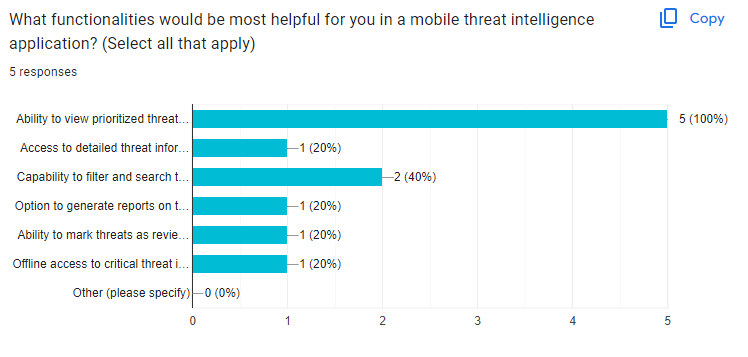 What functionalities would be most helpful for you in a mobile threat intelligence
application? (Select all that apply)
Copy
5 responses
Ability to view prioritized threat...
5 (100%)
Access to detailed threat infor...
1 (20%)
Capability to filter and search t...
2 (40%)
Option to generate reports on t...
1 (20%)
Ability to mark threats as revie...
1 (20%)
Offline access to critical threat i...
1 (20%)
Other (please specify)
0 (0%)
0 1 2 3 4 5